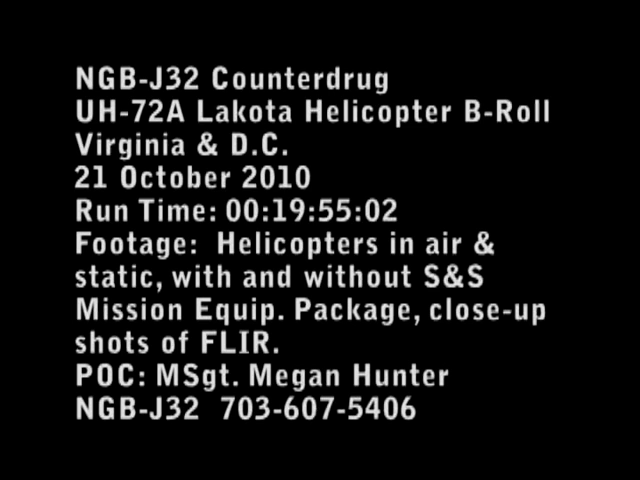 NGB-J32 Counterdrug
UH-72A Lakota Helicopter B-Roll
Virginia & D.C.
21 October 2010
Run Time: 00:19:55:02
Footage:  Helicopters in air &
static, with and without S&S
Mission Equip. Package, close-up
shots of FLIR.
POC: MSgt. Megan Hunter
NGB-J32  703-607-5406